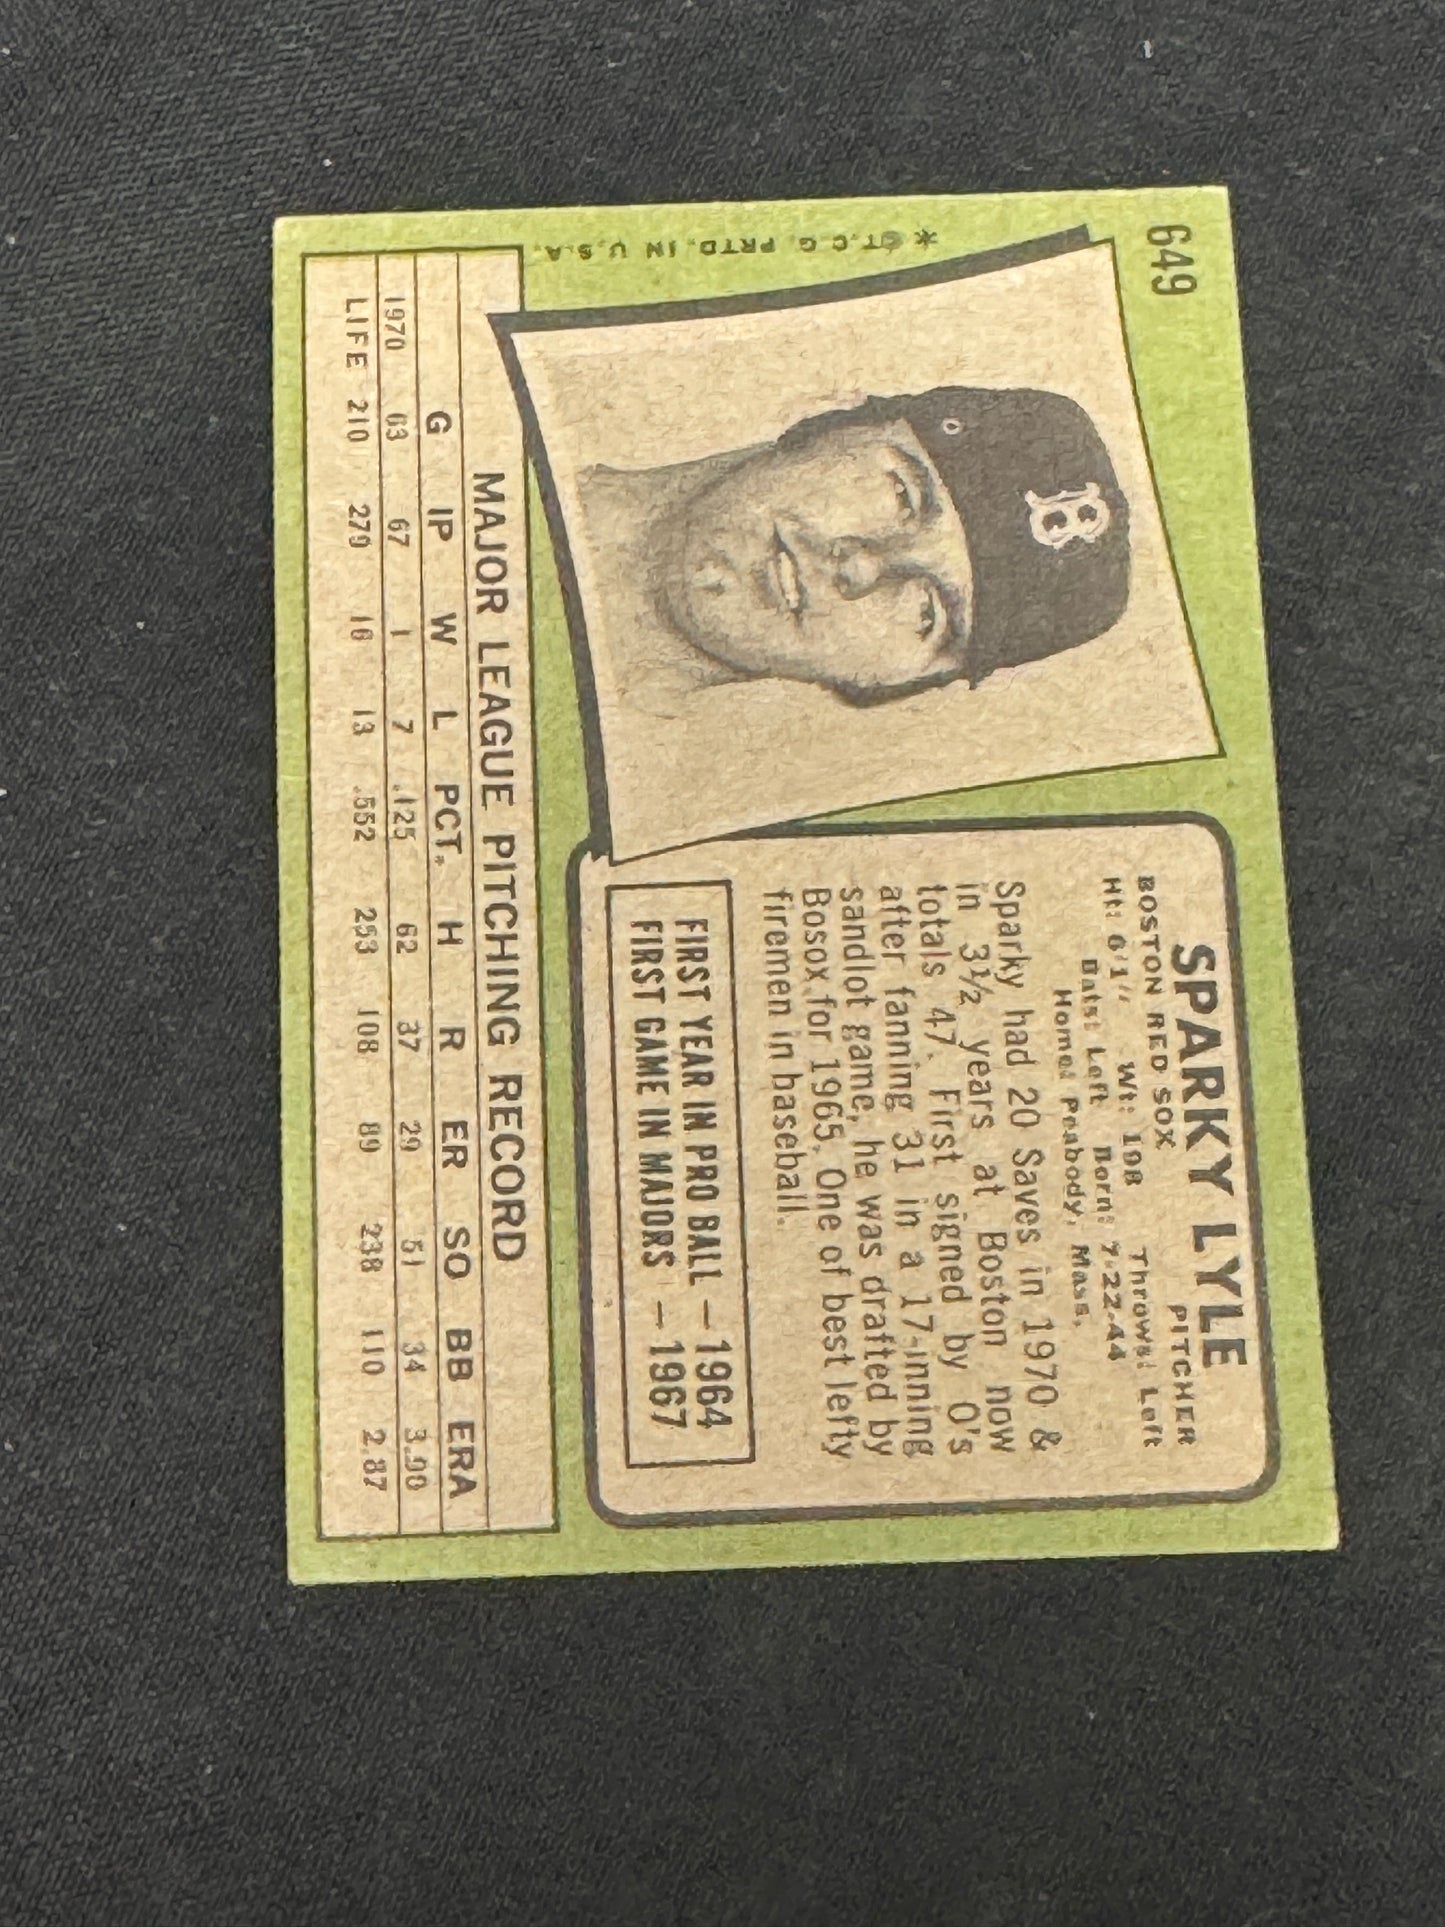 649
SPARKY LYLE
PITCHER
BOSTON RED SOX
Ht: 6'1" Wt: 198 Throws: Left
Bats: Left Born: 7-22-44
Home: Peabody, Mass.
Sparky had 20 Saves in 1970 &
in 3½ years at Boston now
totals 47. First signed by O's
after fanning 31 in a 17-inning
sandlot game, he was drafted by
Bosox for 1965. One of best lefty
firemen in baseball.
FIRST YEAR IN PRO BALL – 1964
FIRST GAME IN MAJORS – 1967
B
*T.C.G. PRTD. IN U.S.A.
MAJOR LEAGUE PITCHING RECORD
G IP W L PCT. H R ER SO BB ERA
1970 63 67 1 7 .125 62 37 29 51 34 3.90
LIFE 210 279 16 13 .552 253 108 89 238 110 2.87